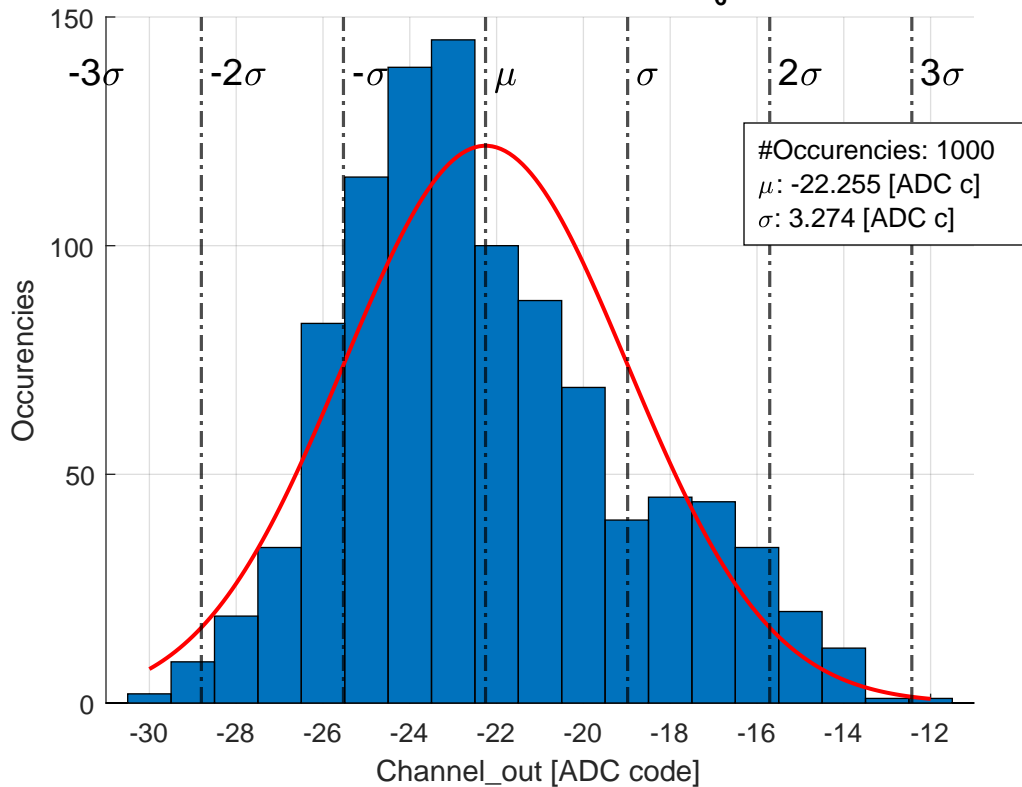 0
150
-3σ -2σ -σ μ σ 2σ 3σ
#Occurencies: 1000
μ: -22.255 [ADC c]
σ: 3.274 [ADC c]
100
50
0
Occurencies
-30 -28 -26 -24 -22 -20 -18 -16 -14 -12
Channel_out [ADC code]